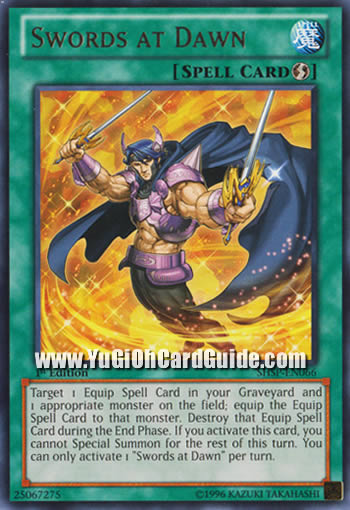 SWORDS AT DAWN
魔
[SPELL CARD]
www.YuGiOhCardGuide.com
1st Edition SHSP-EN066
Target 1 Equip Spell Card in your Graveyard and
1 appropriate monster on the field; equip the Equip
Spell Card to that monster. Destroy that Equip Spell
Card during the End Phase. If you activate this card, you
cannot Special Summon for the rest of this turn. You
can only activate 1 "Swords at Dawn" per turn.
25067275 ©1996 KAZUKI TAKAHASHI